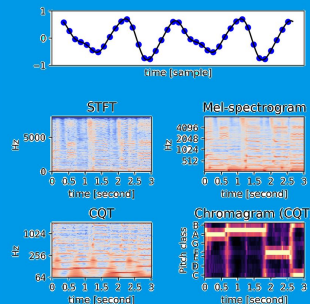 1
0
−1
time [sample]
STFT
Mel-spectrogram
Hz
5000
0
0 0.5 1 1.5 2 2.5 3
time [second]
Hz
4096
2048
1024
512
0 0.5 1 1.5 2 2.5 3
time [second]
CQT
Chromagram (CQT
Hz
1024
256
64
0 0.5 1 1.5 2 2.5 3
time [second]
Pitch class
B
C
0 0.5 1 1.5 2 2.5 3
time [second]